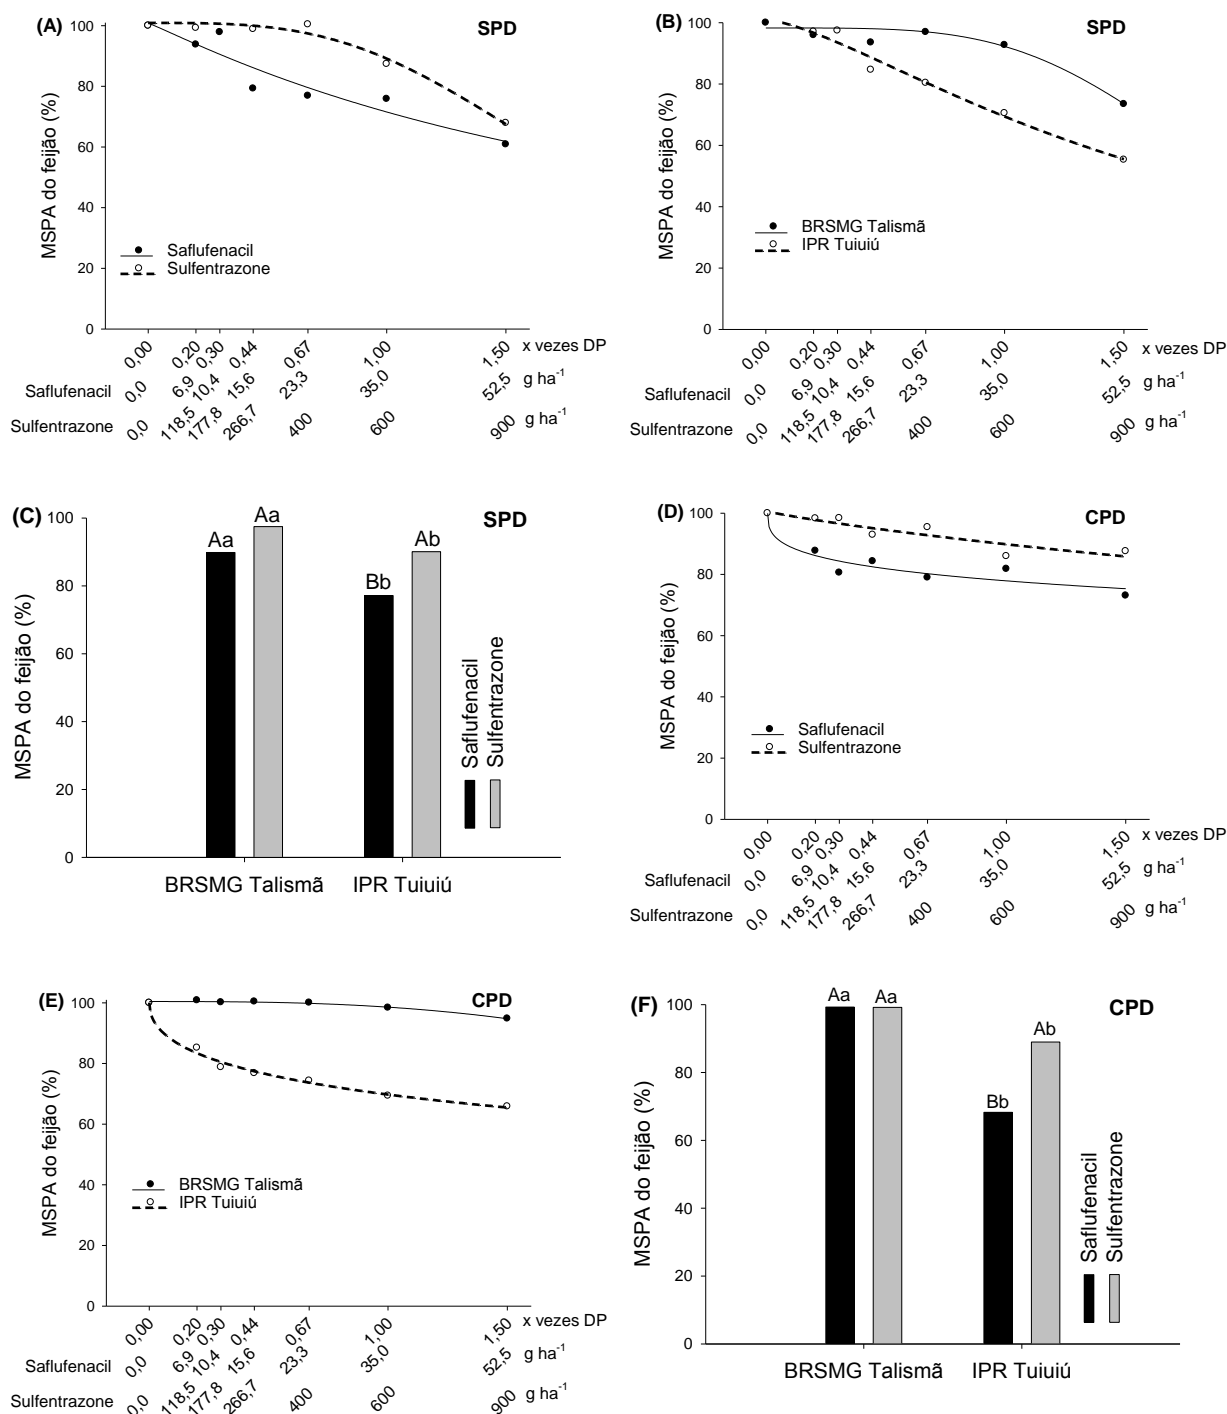 (A)
SPD
MSPA do feijão (%)
100
80
60
40
20
0
Saflufenacil
Sulfentrazone
0,00 0,20 0,30 0,44 0,67 1,00 1,50 x vezes DP
Saflufenacil 0,0 6,9 10,4 15,6 23,3 35,0 52,5 g ha-1
Sulfentrazone 0,0 118,5 177,8 266,7 400 600 900 g ha-1
(B)
SPD
MSPA do feijão (%)
100
80
60
40
20
0
BRSMG Talismã
IPR Tuiuiú
0,00 0,20 0,30 0,44 0,67 1,00 1,50 x vezes DP
Saflufenacil 0,0 6,9 10,4 15,6 23,3 35,0 52,5 g ha-1
Sulfentrazone 0,0 118,5 177,8 266,7 400 600 900 g ha-1
(C)
SPD
MSPA do feijão (%)
100
80
60
40
20
0
Aa Aa Bb Ab
Saflufenacil
Sulfentrazone
BRSMG Talismã IPR Tuiuiú
(D)
CPD
MSPA do feijão (%)
100
80
60
40
20
0
Saflufenacil
Sulfentrazone
0,00 0,20 0,30 0,44 0,67 1,00 1,50 x vezes DP
Saflufenacil 0,0 6,9 10,4 15,6 23,3 35,0 52,5 g ha-1
Sulfentrazone 0,0 118,5 177,8 266,7 400 600 900 g ha-1
(E)
CPD
MSPA do feijão (%)
100
80
60
40
20
0
BRSMG Talismã
IPR Tuiuiú
0,00 0,20 0,30 0,44 0,67 1,00 1,50 x vezes DP
Saflufenacil 0,0 6,9 10,4 15,6 23,3 35,0 52,5 g ha-1
Sulfentrazone 0,0 118,5 177,8 266,7 400 600 900 g ha-1
(F)
CPD
MSPA do feijão (%)
100
80
60
40
20
0
Aa Aa Bb Ab
Saflufenacil
Sulfentrazone
BRSMG Talismã IPR Tuiuiú